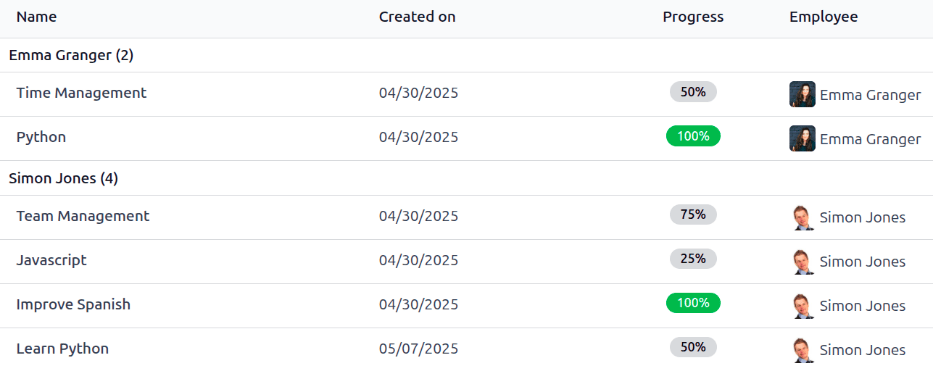 Name Created on Progress Employee
Emma Granger (2)
Time Management 04/30/2025 50% Emma Granger
Python 04/30/2025 100% Emma Granger
Simon Jones (4)
Team Management 04/30/2025 75% Simon Jones
Javascript 04/30/2025 25% Simon Jones
Improve Spanish 04/30/2025 100% Simon Jones
Learn Python 05/07/2025 50% Simon Jones